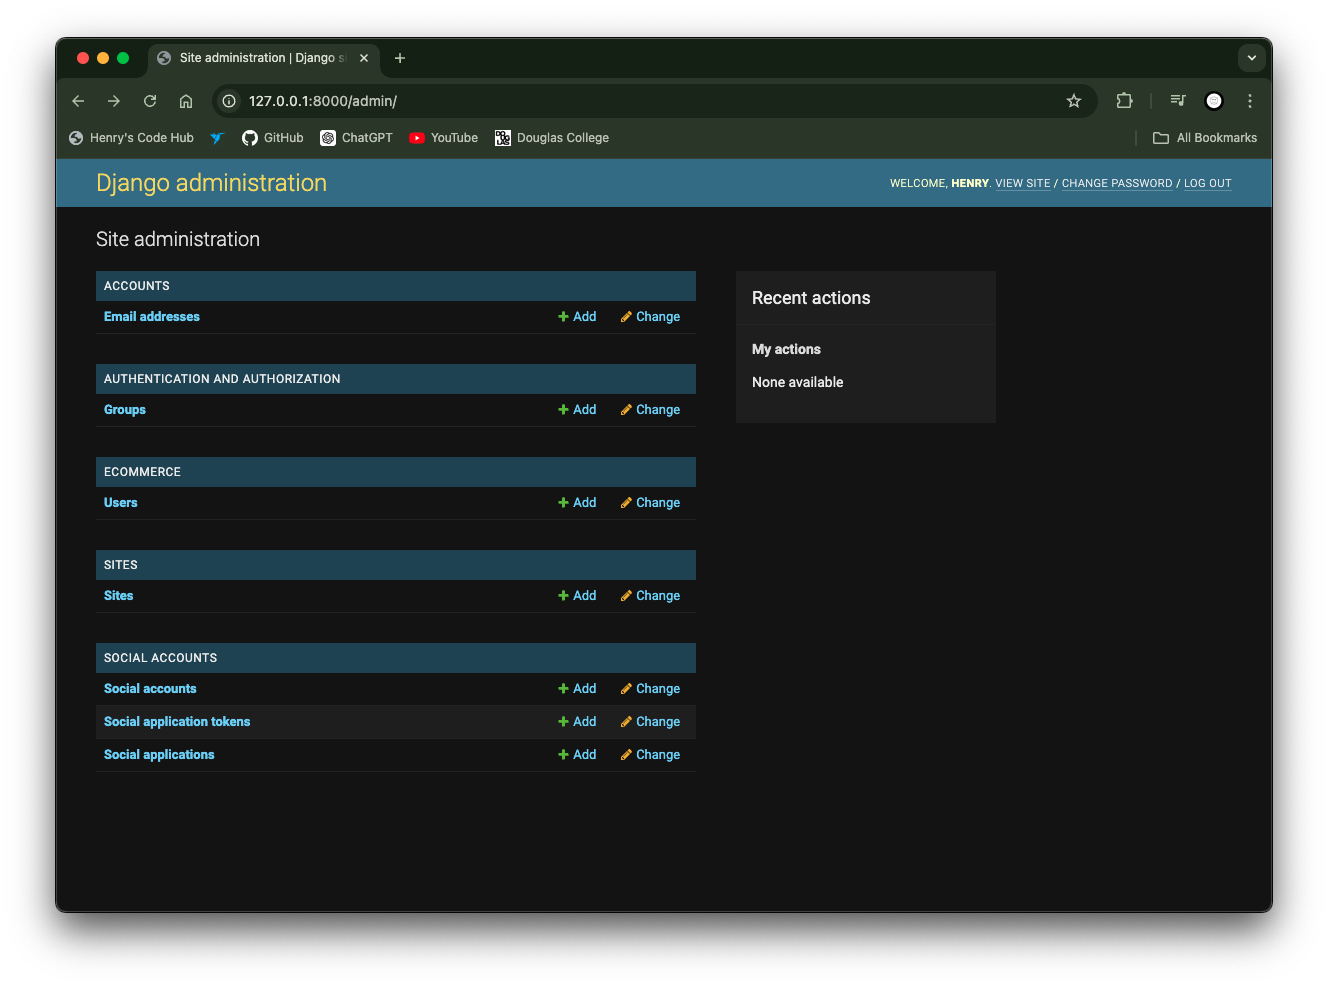 Site administration | Django s
127.0.0.1:8000/admin/
Henry's Code Hub GitHub ChatGPT YouTube Douglas College All Bookmarks
Django administration
WELCOME, HENRY. VIEW SITE / CHANGE PASSWORD / LOG OUT
Site administration
ACCOUNTS
Email addresses Add Change
AUTHENTICATION AND AUTHORIZATION
Groups Add Change
ECOMMERCE
Users Add Change
SITES
Sites Add Change
SOCIAL ACCOUNTS
Social accounts Add Change
Social application tokens Add Change
Social applications Add Change
Recent actions
My actions
None available